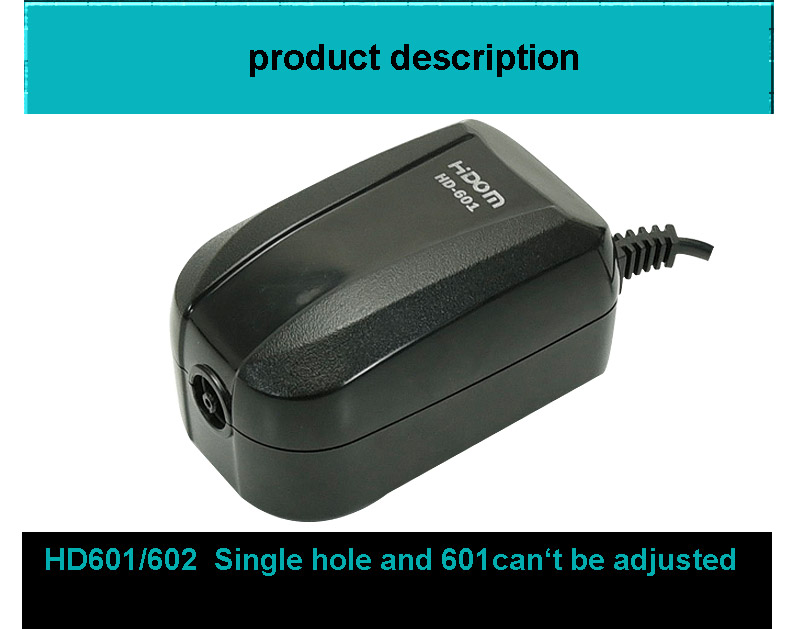 product description
HiDOM
HD-601
HD601/602  Single hole and 601can‘t be adjusted